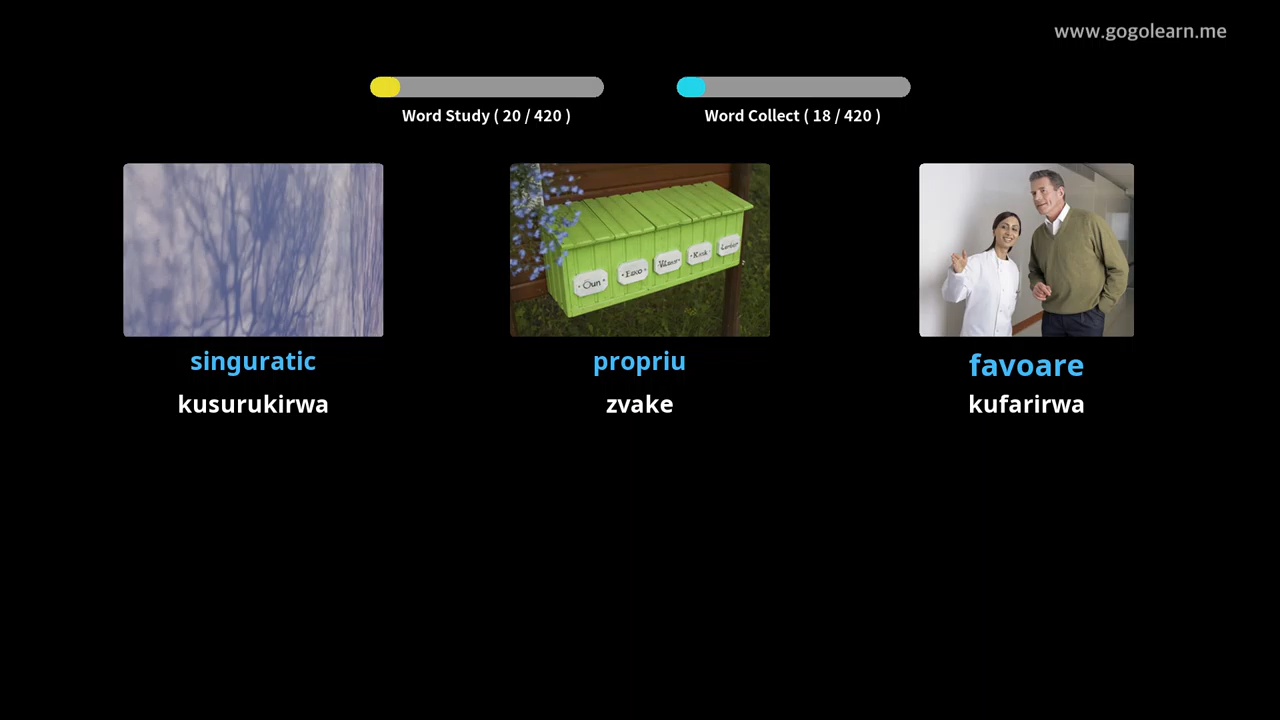 www.gogolearn.me
Word Study ( 20 / 420 )
Word Collect ( 18 / 420 )
singuratic
propriu
favoare
kusurukirwa
zvake
kufarirwa